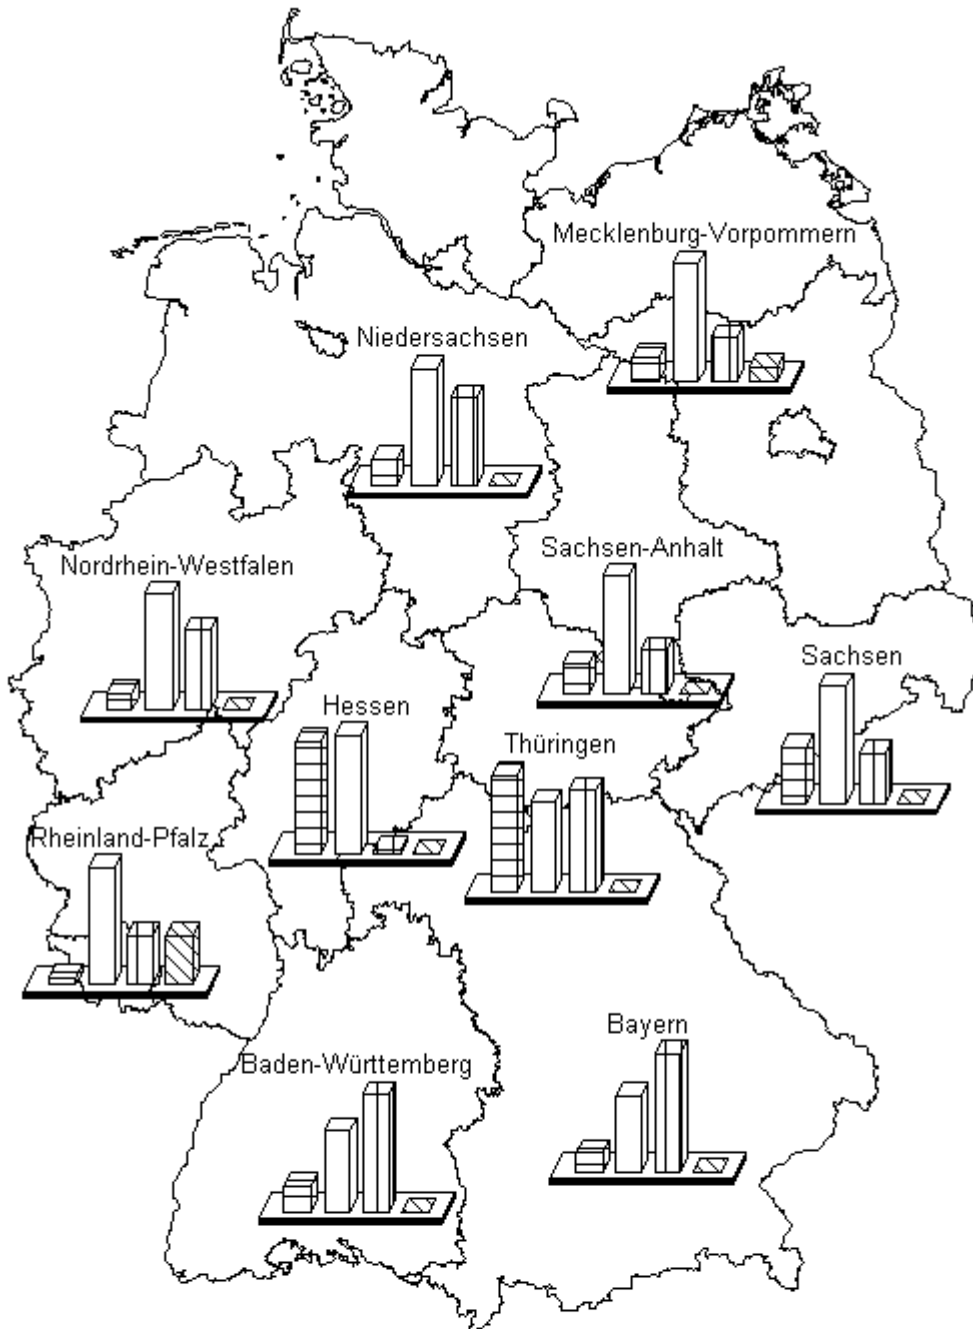 Mecklenburg-Vorpommern
Niedersachsen
Sachsen-Anhalt
Nordrhein-Westfalen
Sachsen
Hessen
Thüringen
Rheinland-Pfalz
Bayern
Baden-Württemberg